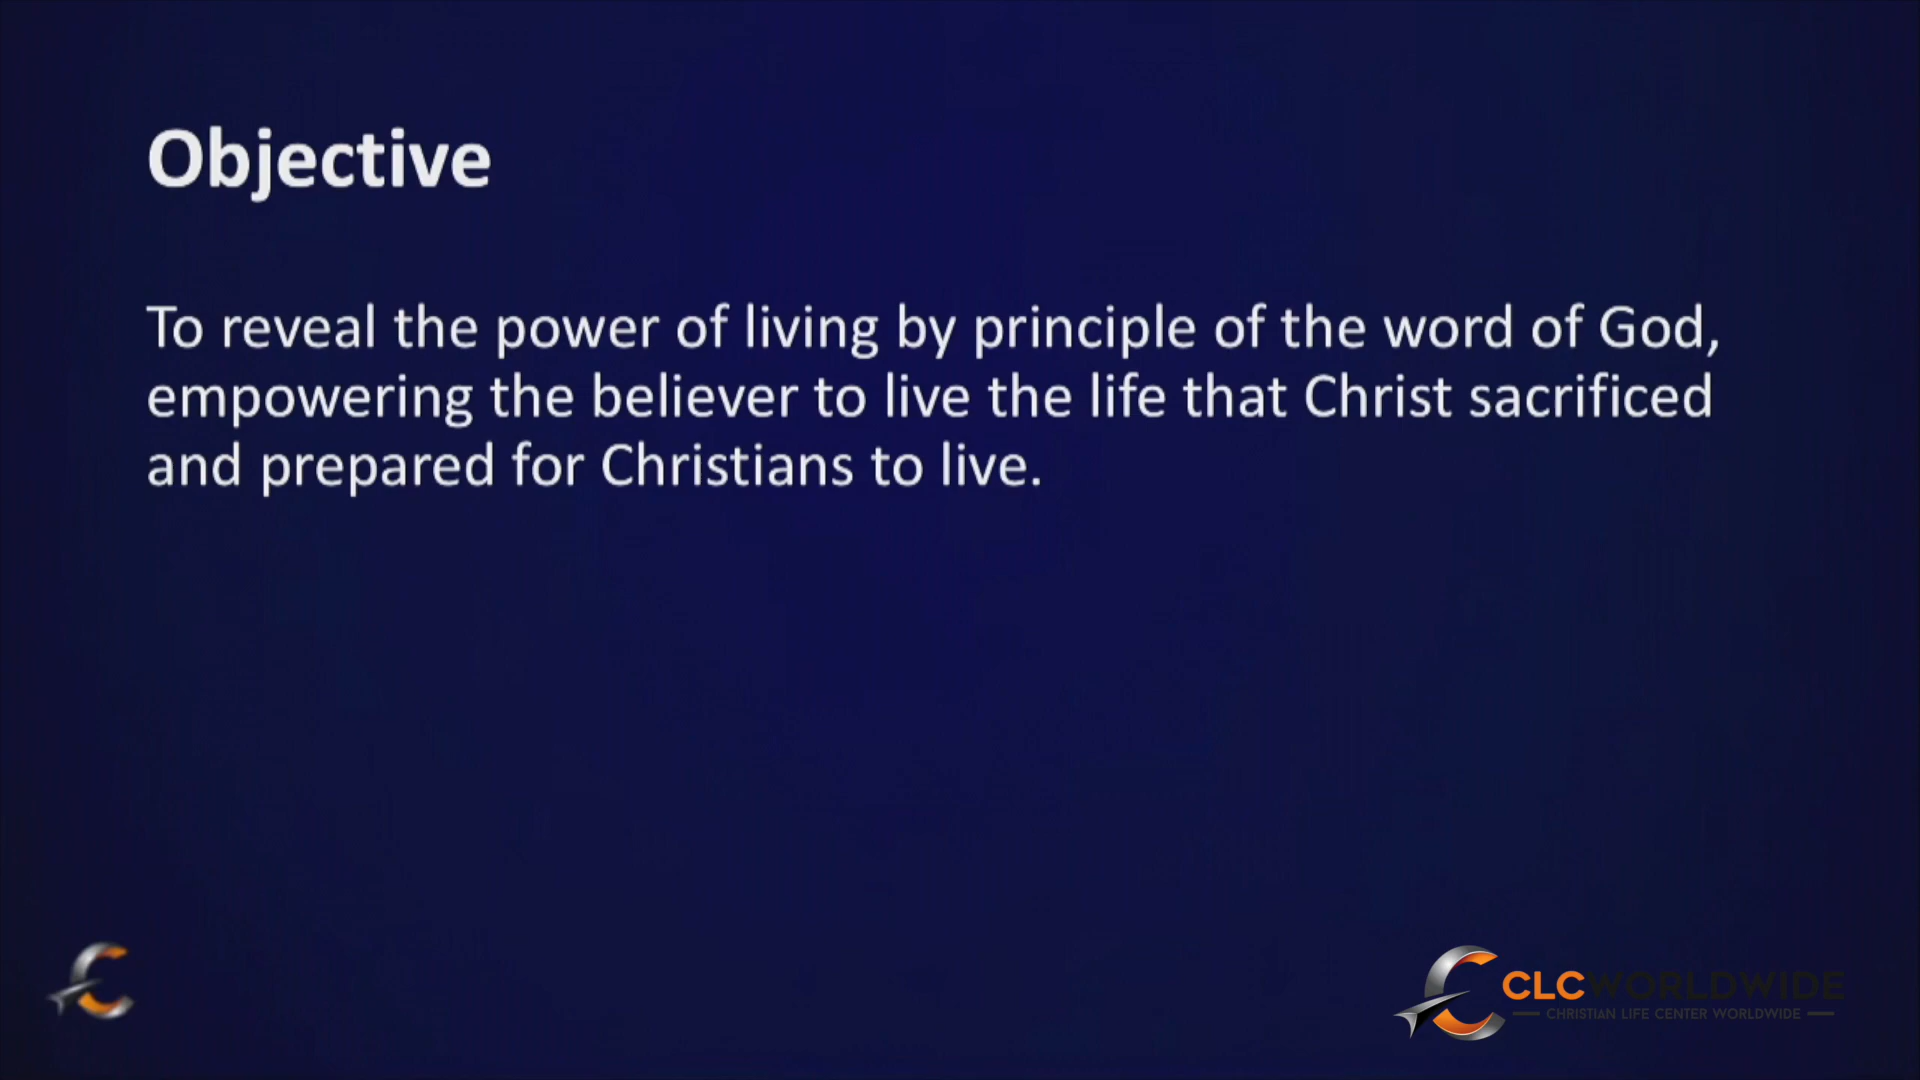 Objective
To reveal the power of living by principle of the word of God,
empowering the believer to live the life that Christ sacrificed
and prepared for Christians to live.
CLCWORLDWIDE
CHRISTIAN LIFE CENTER WORLDWIDE